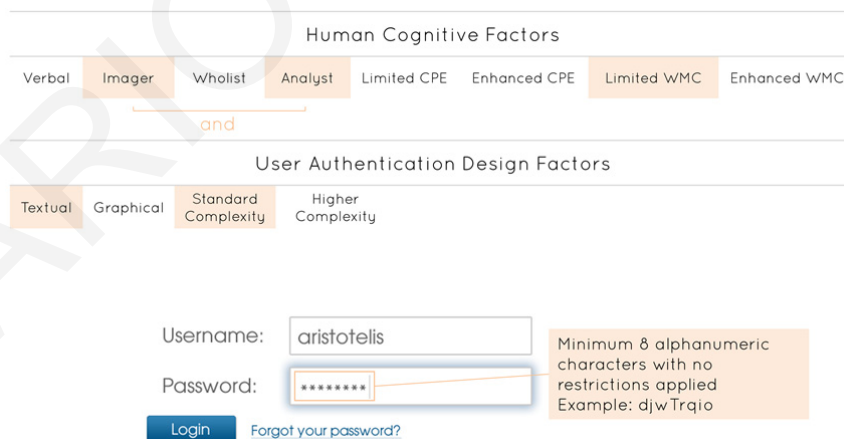 Human Cognitive Factors
Verbal Imager Wholist Analyst Limited CPE Enhanced CPE Limited WMC Enhanced WMC
and
User Authentication Design Factors
Textual Graphical Standard Complexity Higher Complexity
Username: aristotelis
Password: ********
Minimum 8 alphanumeric
characters with no
restrictions applied
Example: djwTrqio
Login Forgot your password?